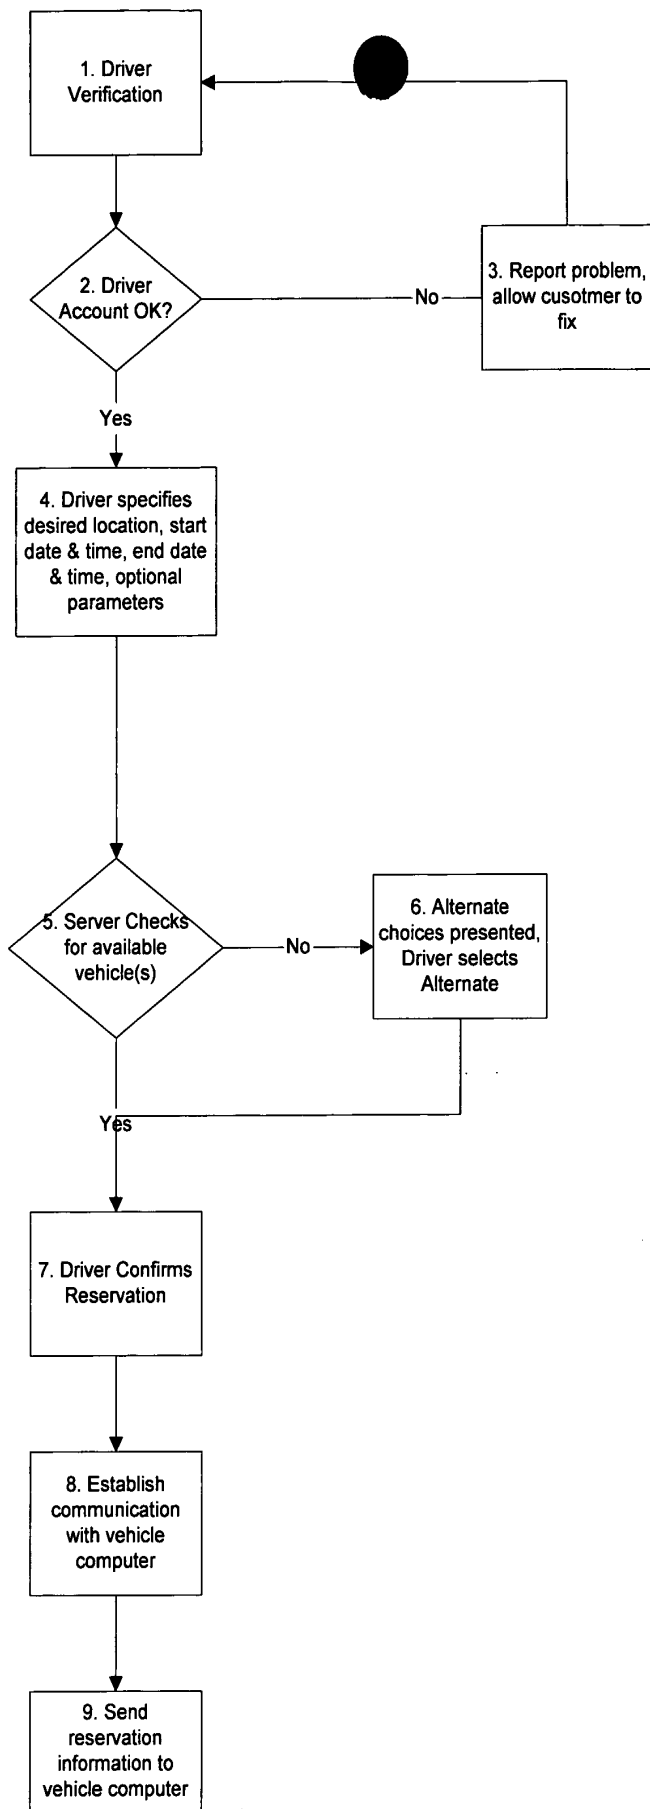 1. Driver
Verification
2. Driver
Account OK?
No
3. Report problem,
allow cusotmer to
fix
Yes
4. Driver specifies
desired location, start
date & time, end date
& time, optional
parameters
5. Server Checks
for available
vehicle(s)
No
6. Alternate
choices presented,
Driver selects
Alternate
Yes
7. Driver Confirms
Reservation
8. Establish
communication
with vehicle
computer
9. Send
reservation
information to
vehicle computer